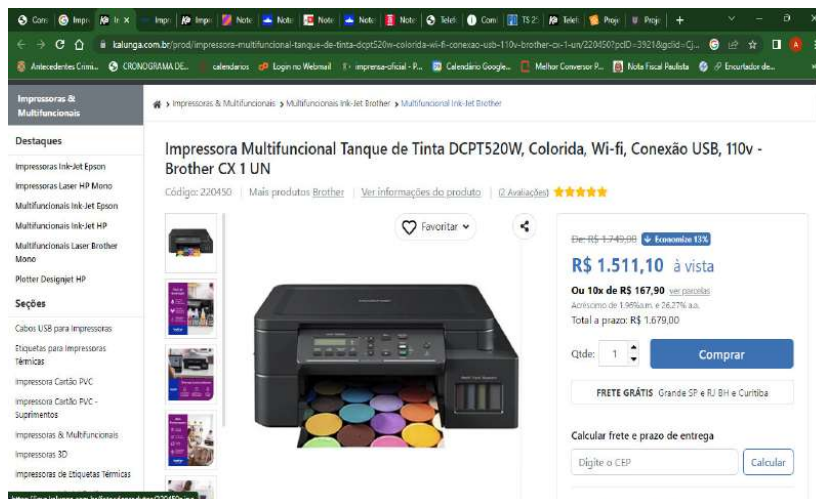 kalunga.com.br/prod/impressora-multifuncional-tanque-de-tinta-dcpt520w-colorida-wi-fi-conexao-usb-110v-brother-cx-1-un/220450?pcID=3921&gclid=Cj...
Antecedentes Crimi... CRONOGRAMA DE... calendarios Login no Webmail imprensa-oficial - P... Calendário Google... Melhor Conversor P... Nota Fiscal Paulista Encurtador de...
Impressoras &
Multifuncionais
> Impressoras & Multifuncionais > Multifuncionais Ink-Jet Brother > Multifuncional Ink-Jet Brother
Destaques
Impressoras Ink-Jet Epson
Impressoras Laser HP Mono
Multifuncionais Ink-Jet Epson
Multifuncionais Ink-Jet HP
Multifuncionais Laser Brother
Mono
Plotter Designjet HP
Seções
Cabos USB para Impressoras
Etiquetas para Impressoras
Térmicas
Impressora Cartão PVC
Impressora Cartão PVC -
Suprimentos
Impressoras & Multifuncionais
Impressoras 3D
Impressoras de Etiquetas Térmicas
Impressora Multifuncional Tanque de Tinta DCPT520W, Colorida, Wi-fi, Conexão USB, 110v -
Brother CX 1 UN
Código: 220450 | Mais produtos Brother | Ver informações do produto | (2 Avaliações)
Favoritar
De: R$ 1.749,00 Economize 13%
R$ 1.511,10 à vista
Ou 10x de R$ 167,90 ver parcelas
Acréscimo de 1.96%a.m. e 26.27% a.a.
Total a prazo: R$ 1.679,00
Qtde: 1 Comprar
FRETE GRÁTIS Grande SP e RJ BH e Curitiba
Calcular frete e prazo de entrega
Digite o CEP Calcular